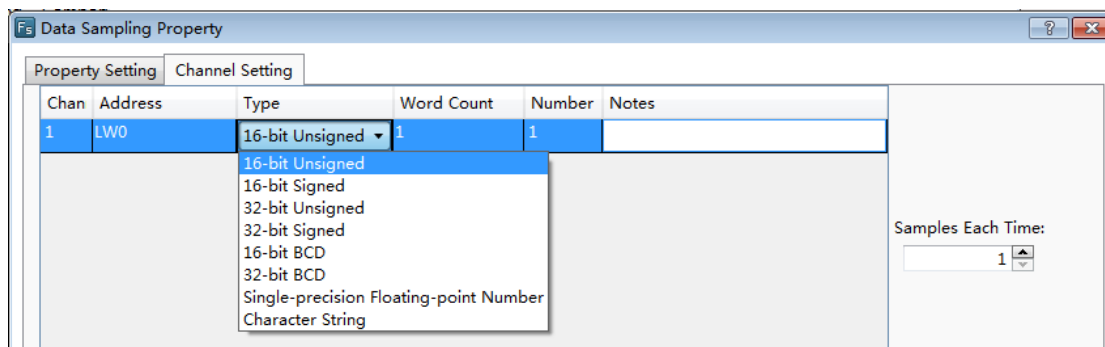 Fs Data Sampling Property
Property Setting Channel Setting
Chan Address Type Word Count Number Notes
1 LW0 16-bit Unsigned 1 1
16-bit Unsigned
16-bit Signed
32-bit Unsigned
32-bit Signed
16-bit BCD
32-bit BCD
Single-precision Floating-point Number
Character String
Samples Each Time:
1